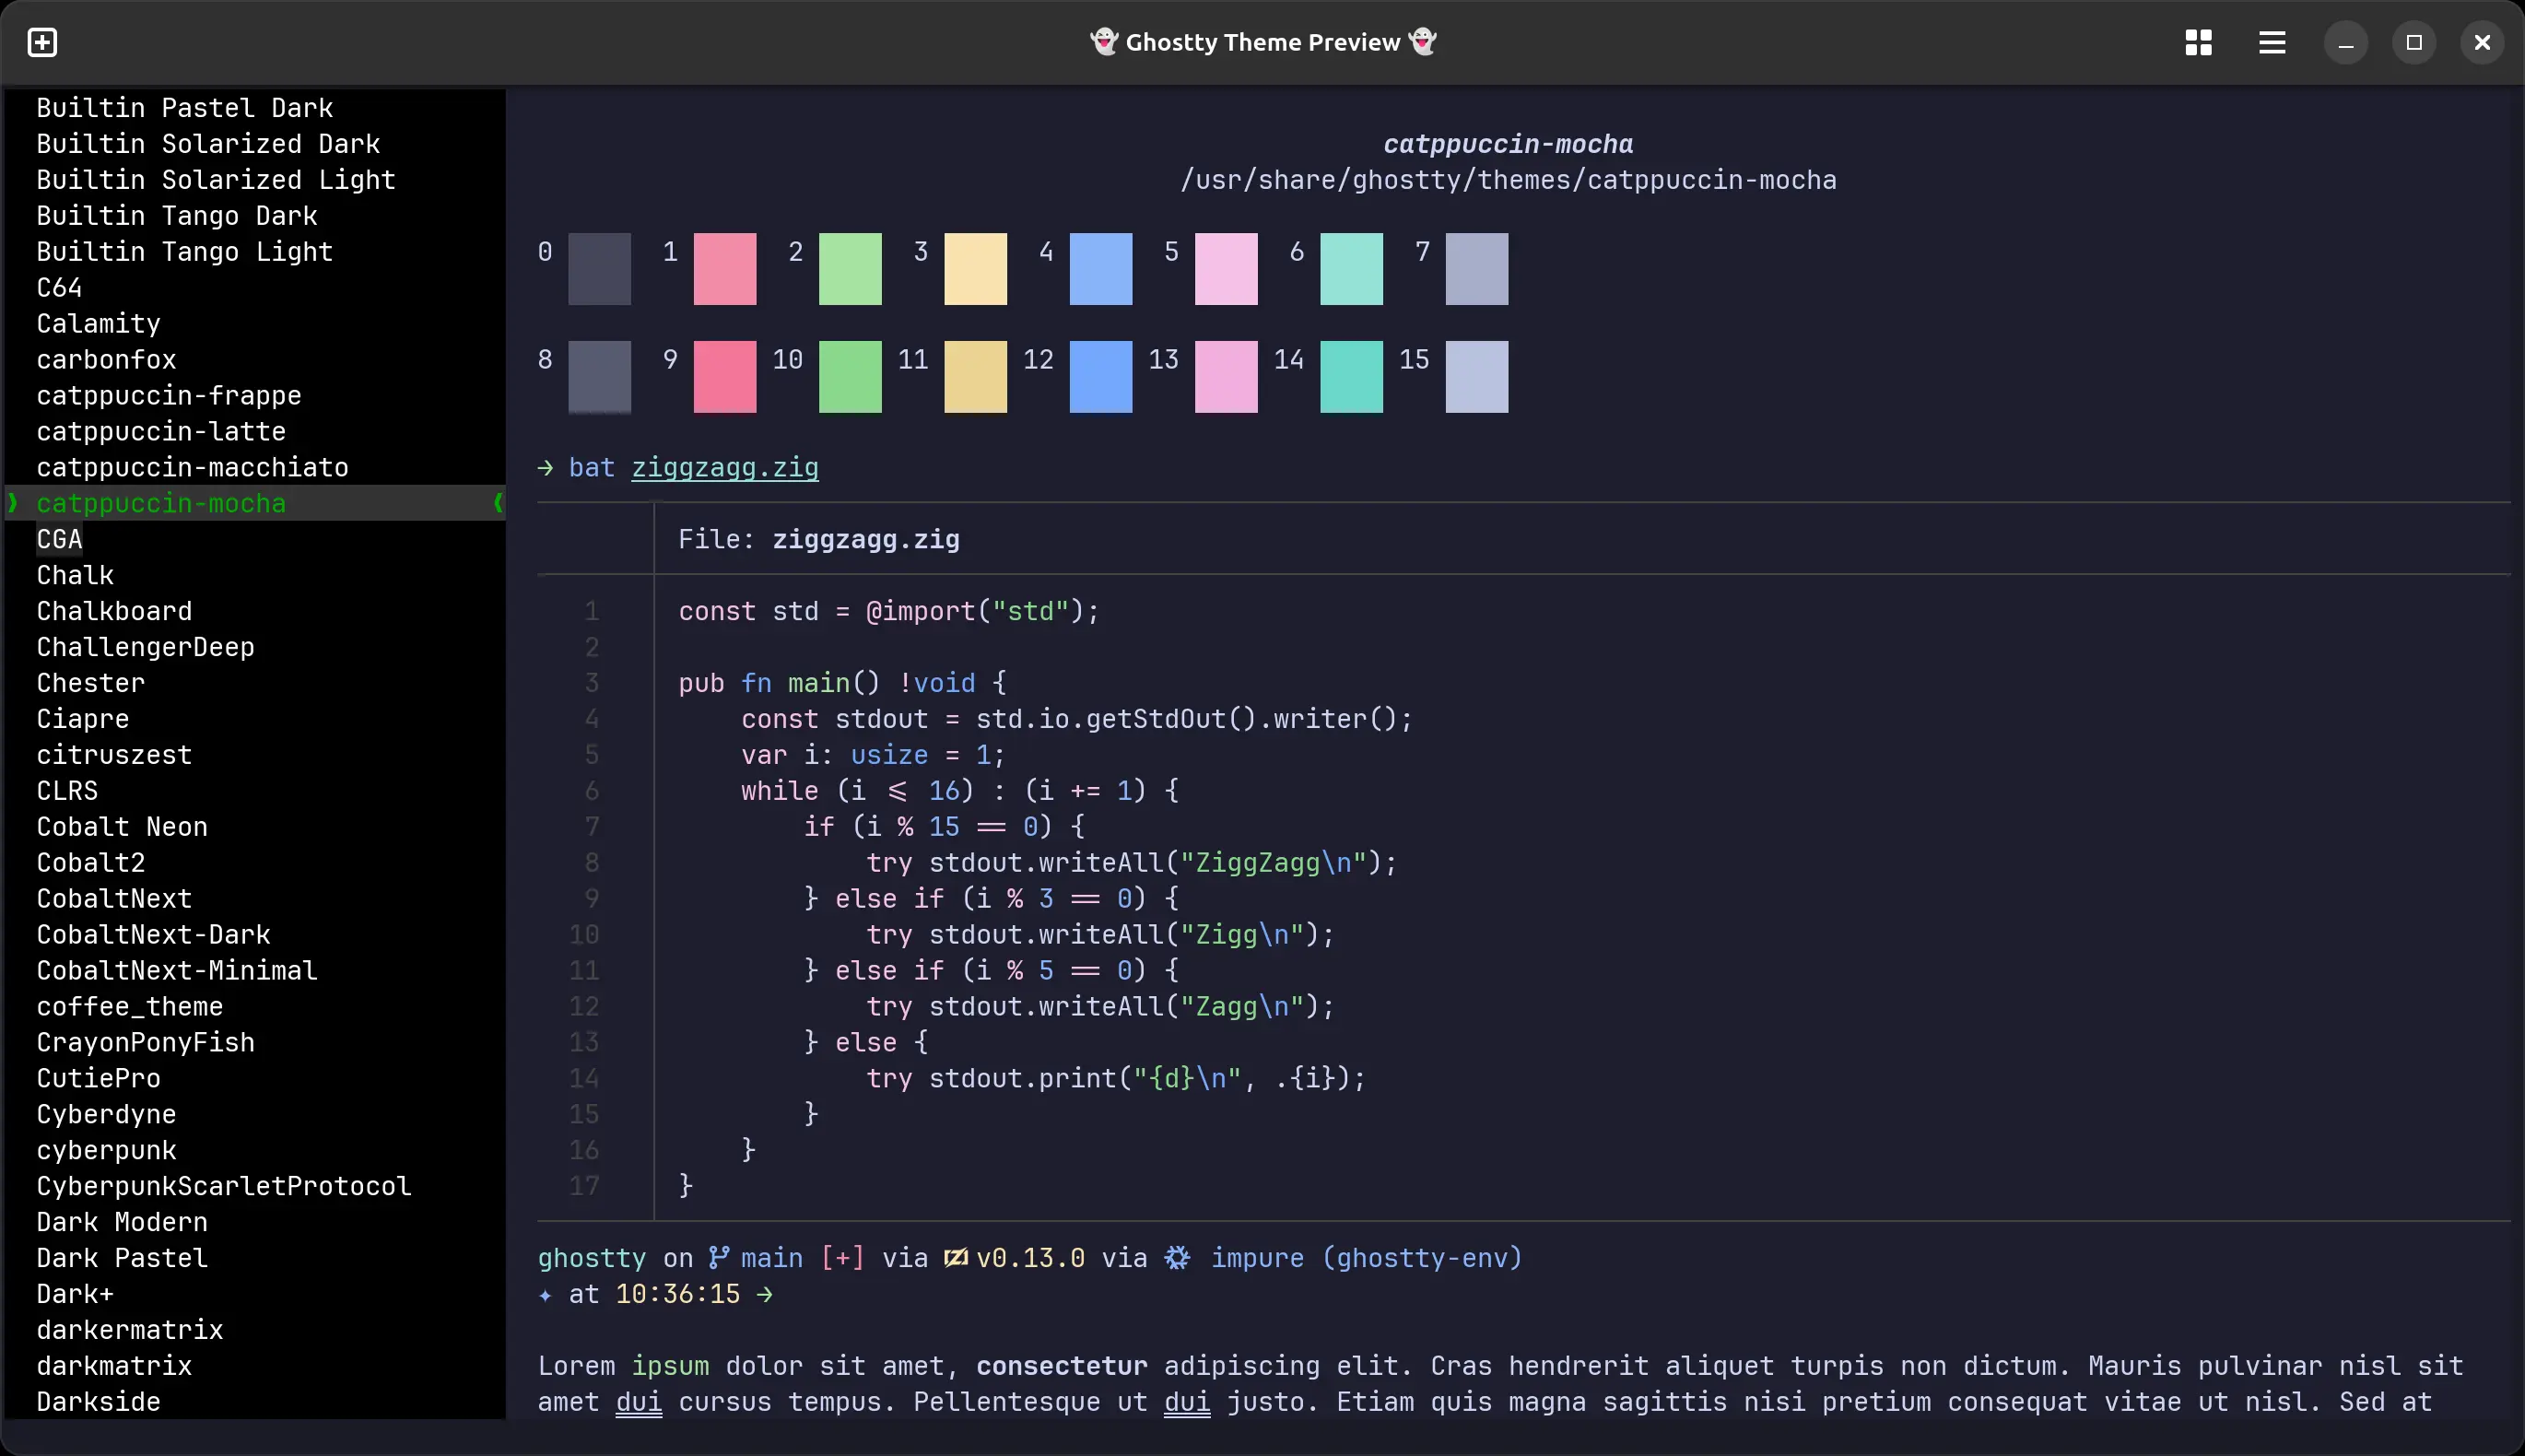 👻 Ghostty Theme Preview 👻
Builtin Pastel Dark
Builtin Solarized Dark
Builtin Solarized Light
Builtin Tango Dark
Builtin Tango Light
C64
Calamity
carbonfox
catppuccin-frappe
catppuccin-latte
catppuccin-macchiato
❱ catppuccin-mocha ❰
CGA
Chalk
Chalkboard
ChallengerDeep
Chester
Ciapre
citruszest
CLRS
Cobalt Neon
Cobalt2
CobaltNext
CobaltNext-Dark
CobaltNext-Minimal
coffee_theme
CrayonPonyFish
CutiePro
Cyberdyne
cyberpunk
CyberpunkScarletProtocol
Dark Modern
Dark Pastel
Dark+
darkermatrix
darkmatrix
Darkside
catppuccin-mocha
/usr/share/ghostty/themes/catppuccin-mocha
0 1 2 3 4 5 6 7
8 9 10 11 12 13 14 15
→ bat ziggzagg.zig
File: ziggzagg.zig
1 const std = @import("std");
2
3 pub fn main() !void {
4 const stdout = std.io.getStdOut().writer();
5 var i: usize = 1;
6 while (i <= 16) : (i += 1) {
7 if (i % 15 == 0) {
8 try stdout.writeAll("ZiggZagg\n");
9 } else if (i % 3 == 0) {
10 try stdout.writeAll("Zigg\n");
11 } else if (i % 5 == 0) {
12 try stdout.writeAll("Zagg\n");
13 } else {
14 try stdout.print("{d}\n", .{i});
15 }
16 }
17 }
ghostty on main [+] via v0.13.0 via impure (ghostty-env)
✦ at 10:36:15 →
Lorem ipsum dolor sit amet, consectetur adipiscing elit. Cras hendrerit aliquet turpis non dictum. Mauris pulvinar nisl sit
amet dui cursus tempus. Pellentesque ut dui justo. Etiam quis magna sagittis nisi pretium consequat vitae ut nisl. Sed at